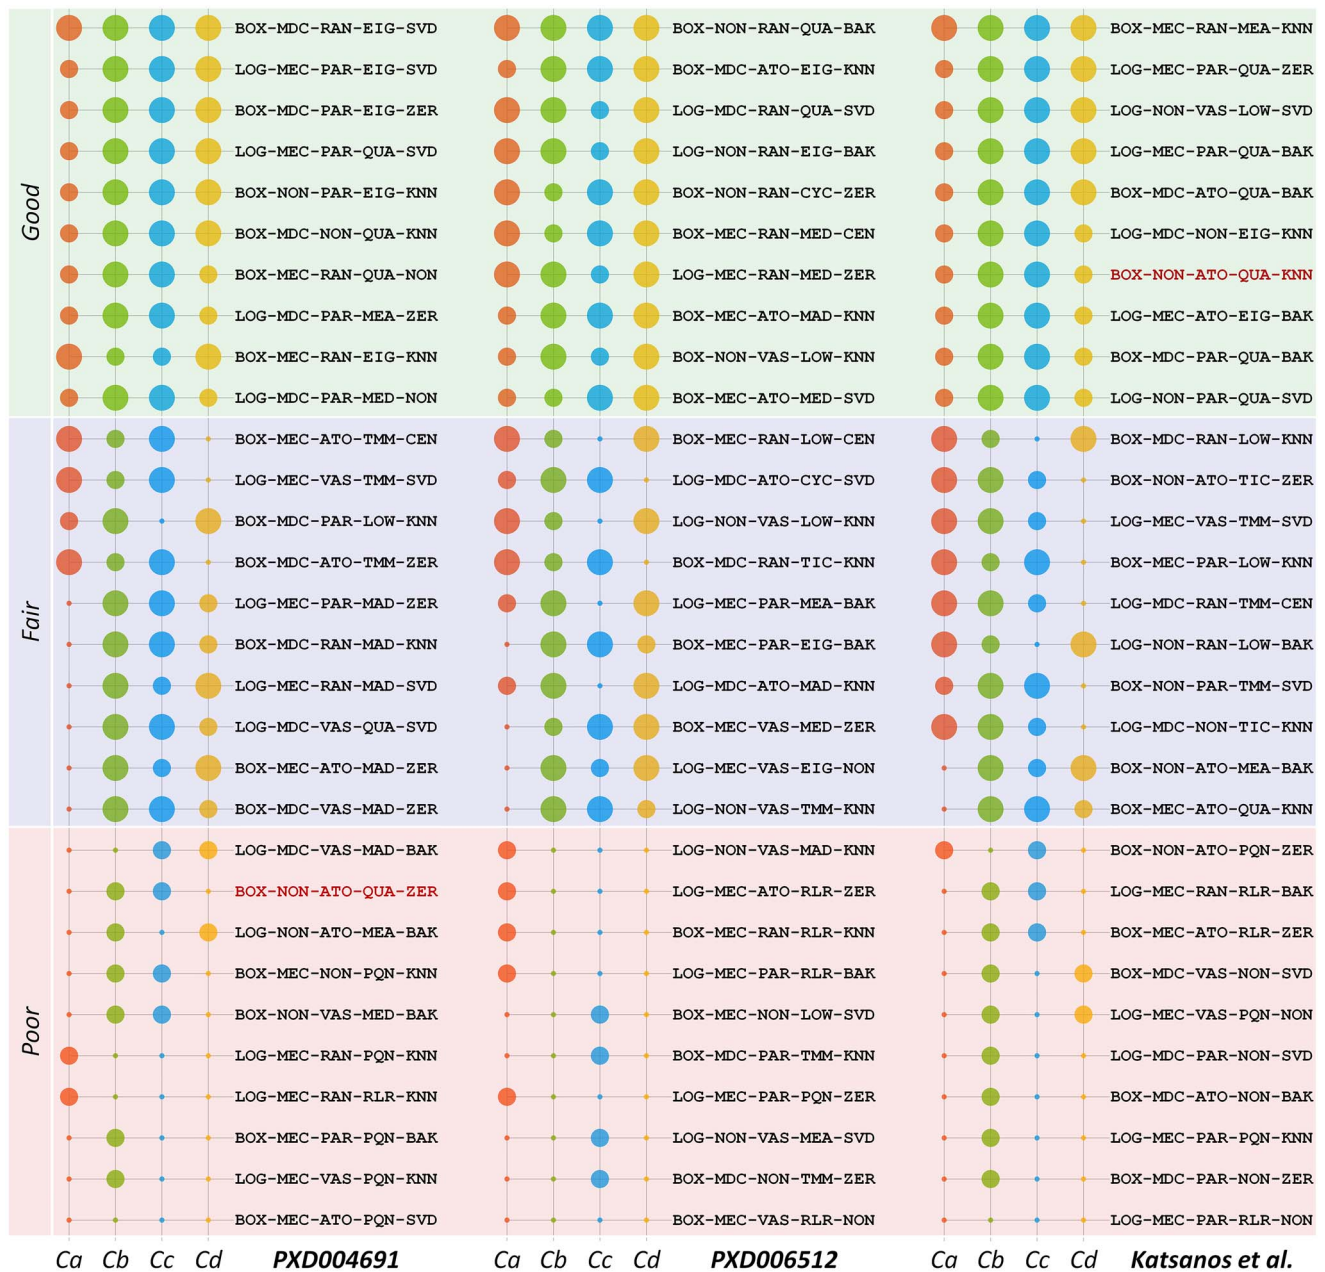 Good
BOX-MDC-RAN-EIG-SVD BOX-NON-RAN-QUA-BAK BOX-MEC-RAN-MEA-KNN
LOG-MEC-PAR-EIG-SVD BOX-MDC-ATO-EIG-KNN LOG-MEC-PAR-QUA-ZER
BOX-MDC-PAR-EIG-ZER LOG-MDC-RAN-QUA-SVD LOG-NON-VAS-LOW-SVD
LOG-MEC-PAR-QUA-SVD LOG-NON-RAN-EIG-BAK LOG-MEC-PAR-QUA-BAK
BOX-NON-PAR-EIG-KNN BOX-NON-RAN-CYC-ZER BOX-MDC-ATO-QUA-BAK
BOX-MDC-NON-QUA-KNN BOX-MEC-RAN-MED-CEN LOG-MDC-NON-EIG-KNN
BOX-MEC-RAN-QUA-NON LOG-MEC-RAN-MED-ZER BOX-NON-ATO-QUA-KNN
LOG-MDC-PAR-MEA-ZER BOX-MEC-ATO-MAD-KNN LOG-MEC-ATO-EIG-BAK
BOX-MEC-RAN-EIG-KNN BOX-NON-VAS-LOW-KNN BOX-MDC-PAR-QUA-BAK
LOG-MDC-PAR-MED-NON BOX-MEC-ATO-MED-SVD LOG-NON-PAR-QUA-SVD
Fair
BOX-MEC-ATO-TMM-CEN BOX-MEC-RAN-LOW-CEN BOX-MDC-RAN-LOW-KNN
LOG-MEC-VAS-TMM-SVD LOG-MDC-ATO-CYC-SVD BOX-NON-ATO-TIC-ZER
BOX-MDC-PAR-LOW-KNN LOG-NON-VAS-LOW-KNN LOG-MEC-VAS-TMM-SVD
BOX-MDC-ATO-TMM-ZER BOX-MDC-RAN-TIC-KNN BOX-MEC-PAR-LOW-KNN
LOG-MEC-PAR-MAD-ZER LOG-MEC-PAR-MEA-BAK LOG-MDC-RAN-TMM-CEN
BOX-MDC-RAN-MAD-KNN BOX-MEC-PAR-EIG-BAK LOG-NON-RAN-LOW-BAK
LOG-MEC-RAN-MAD-SVD LOG-MDC-ATO-MAD-KNN BOX-NON-PAR-TMM-SVD
LOG-MDC-VAS-QUA-SVD BOX-MEC-VAS-MED-ZER LOG-MDC-NON-TIC-KNN
BOX-MEC-ATO-MAD-ZER LOG-MEC-VAS-EIG-NON BOX-NON-ATO-MEA-BAK
BOX-MDC-VAS-MAD-ZER LOG-NON-VAS-TMM-KNN BOX-MEC-ATO-QUA-KNN
Poor
LOG-MDC-VAS-MAD-BAK LOG-NON-VAS-MAD-KNN BOX-NON-ATO-PQN-ZER
BOX-NON-ATO-QUA-ZER LOG-MEC-ATO-RLR-ZER LOG-MEC-RAN-RLR-BAK
LOG-NON-ATO-MEA-BAK BOX-MEC-RAN-RLR-KNN BOX-MEC-ATO-RLR-ZER
BOX-MEC-NON-PQN-KNN LOG-MEC-PAR-RLR-BAK BOX-MDC-VAS-NON-SVD
BOX-NON-VAS-MED-BAK BOX-MEC-NON-LOW-SVD LOG-MEC-VAS-PQN-NON
LOG-MEC-RAN-PQN-KNN BOX-MDC-PAR-TMM-KNN LOG-MDC-PAR-NON-SVD
LOG-MEC-RAN-RLR-KNN LOG-MEC-PAR-PQN-ZER BOX-MDC-ATO-NON-BAK
BOX-MEC-PAR-PQN-BAK LOG-NON-VAS-MEA-SVD LOG-MEC-PAR-PQN-KNN
LOG-MEC-VAS-PQN-KNN BOX-MDC-NON-TMM-ZER BOX-MDC-PAR-NON-ZER
BOX-MEC-ATO-PQN-SVD BOX-MEC-VAS-RLR-NON LOG-MEC-PAR-RLR-NON
Ca Cb Cc Cd PXD004691 Ca Cb Cc Cd PXD006512 Ca Cb Cc Cd Katsanos et al.